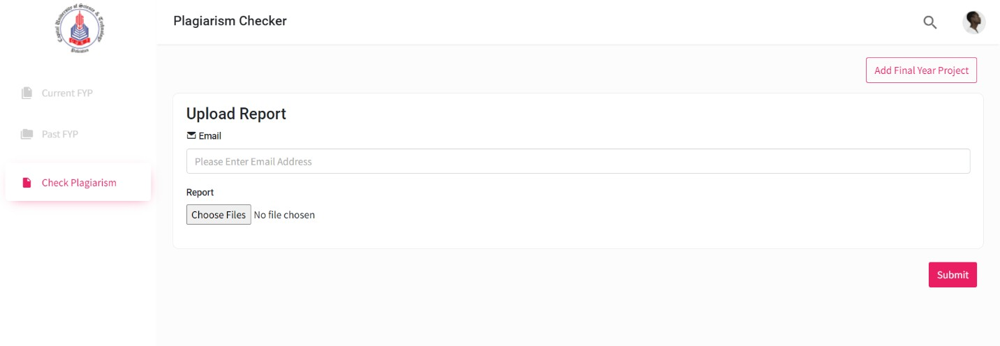 Capital University of Science & Technology
Pakistan
Current FYP
Past FYP
Check Plagiarism
Plagiarism Checker
Add Final Year Project
Upload Report
Email
Please Enter Email Address
Report
Choose Files No file chosen
Submit